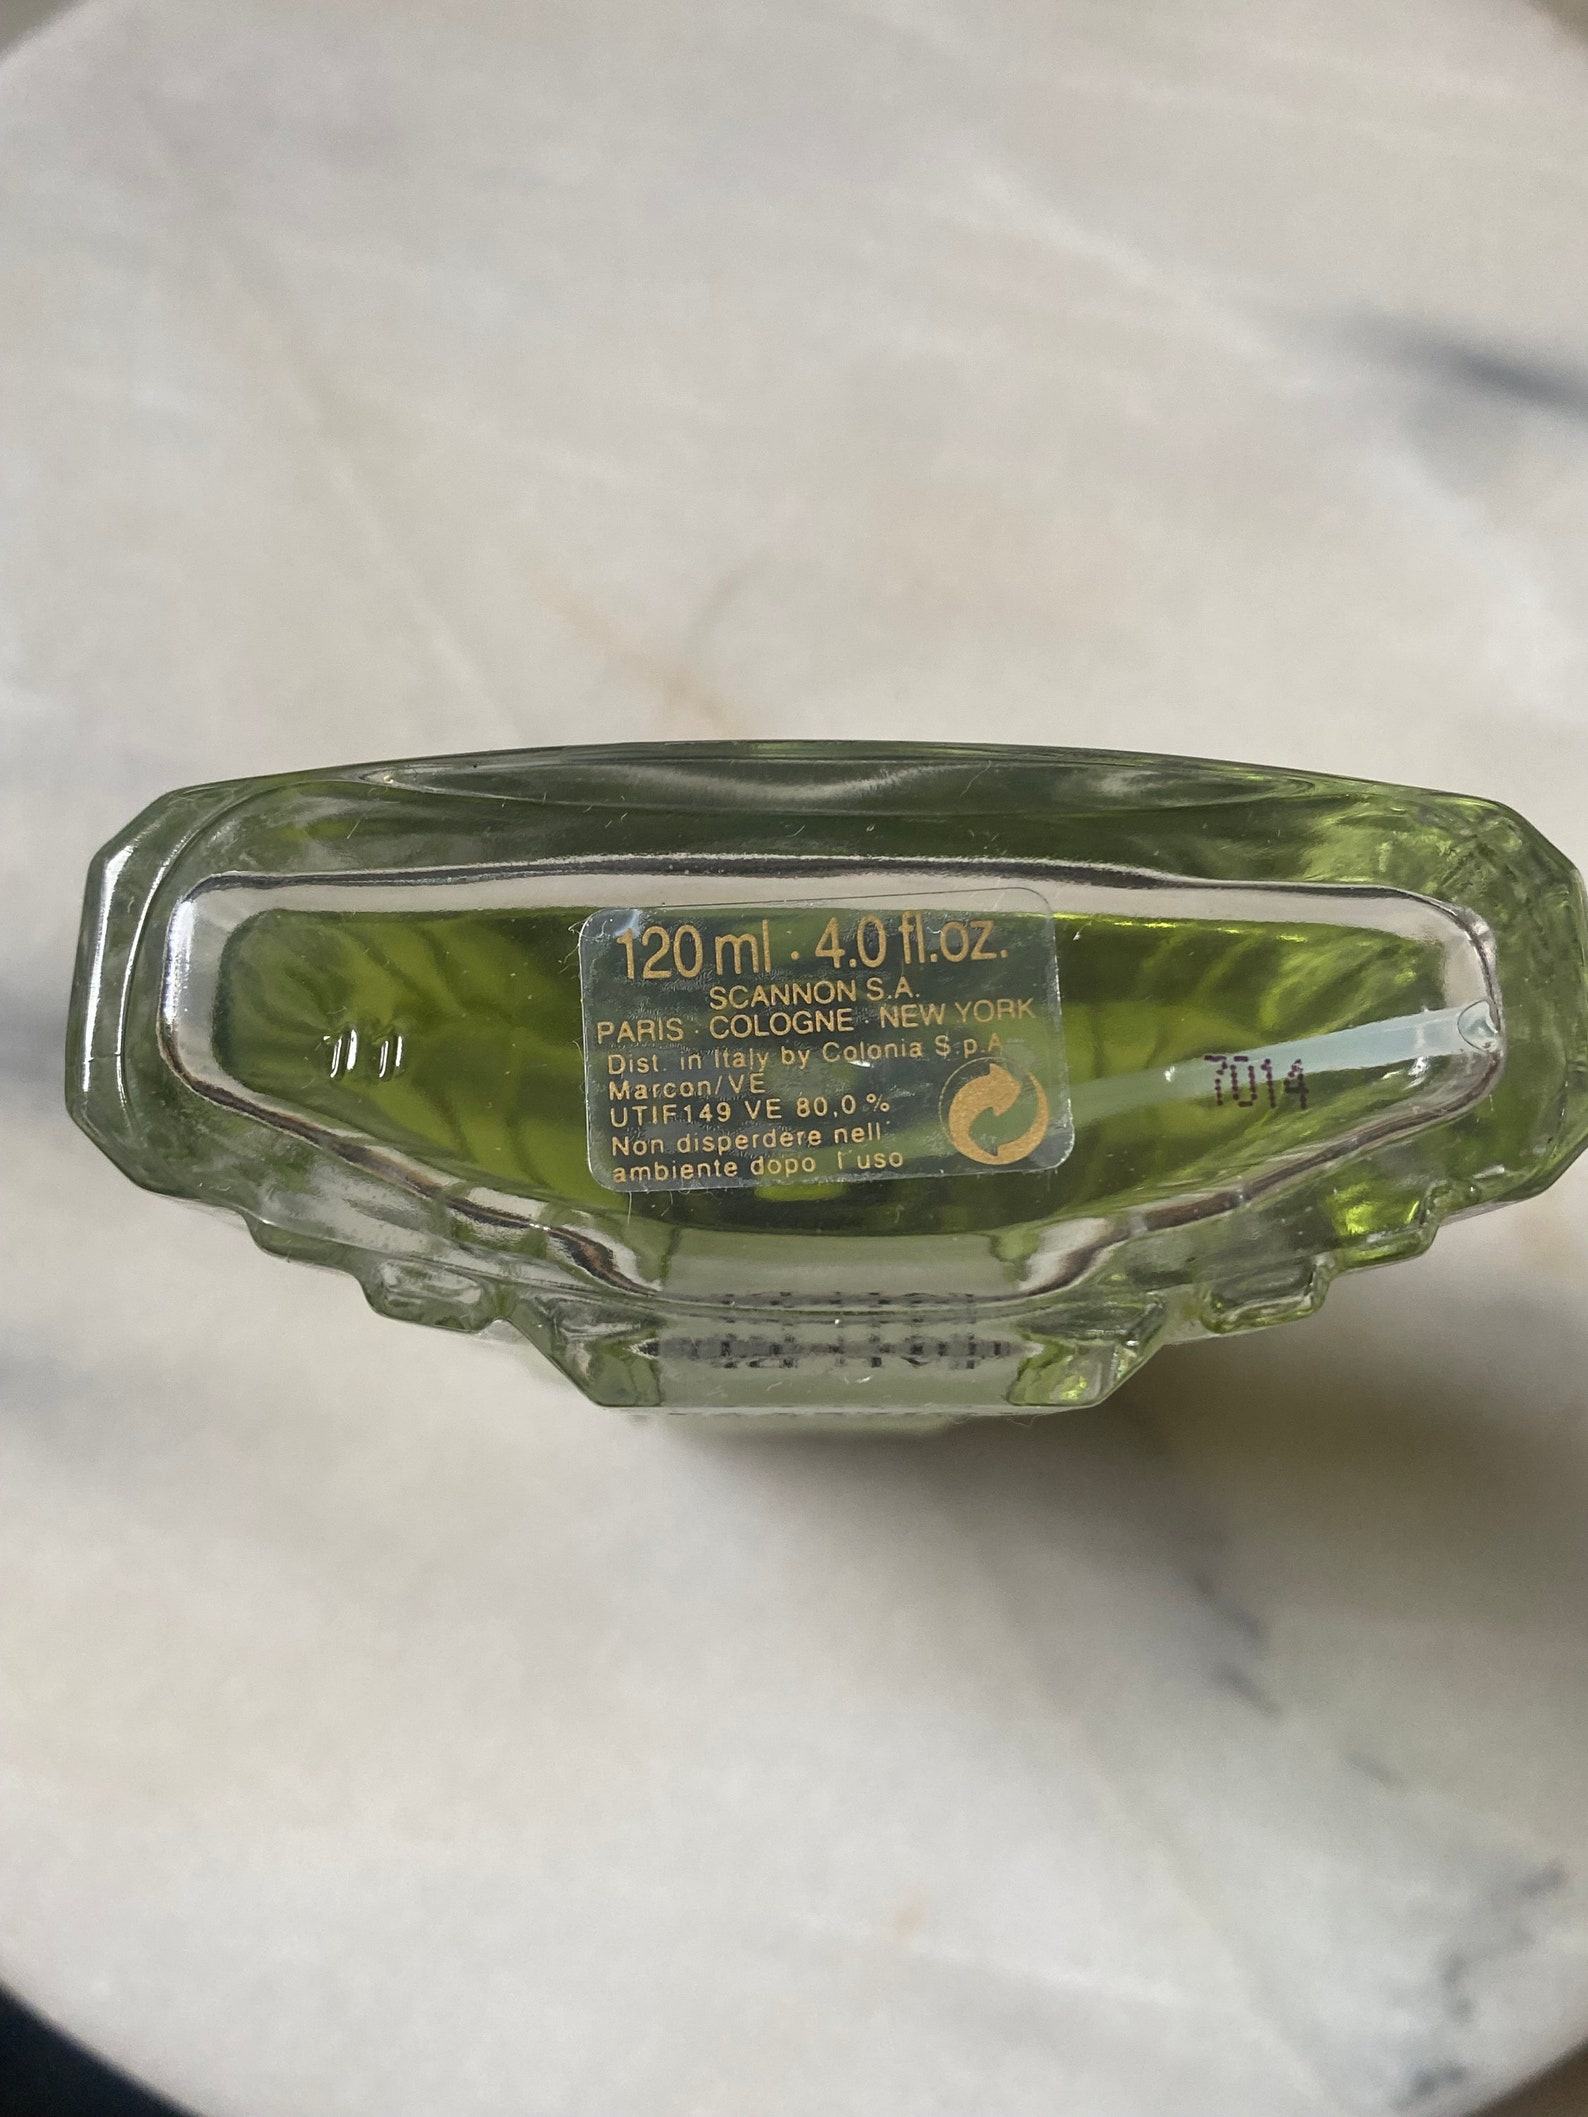 120 ml · 4.0 fl.oz.
SCANNON S.A.
PARIS · COLOGNE · NEW YORK
Dist. in Italy by Colonia S.p.A
Marcon/VE
UTIF149 VE 80,0 %
Non disperdere nell'
ambiente dopo l'uso
7014